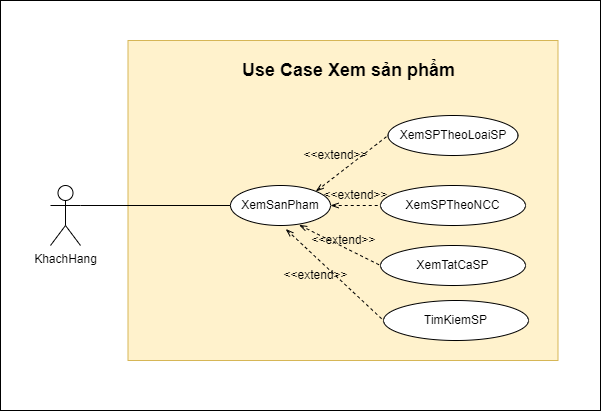 Use Case Xem sản phẩm
XemSPTheoLoaiSP
<<extend>>
XemSanPham
<<extend>>
XemSPTheoNCC
<<extend>>
XemTatCaSP
KhachHang
<<extend>>
TimKiemSP